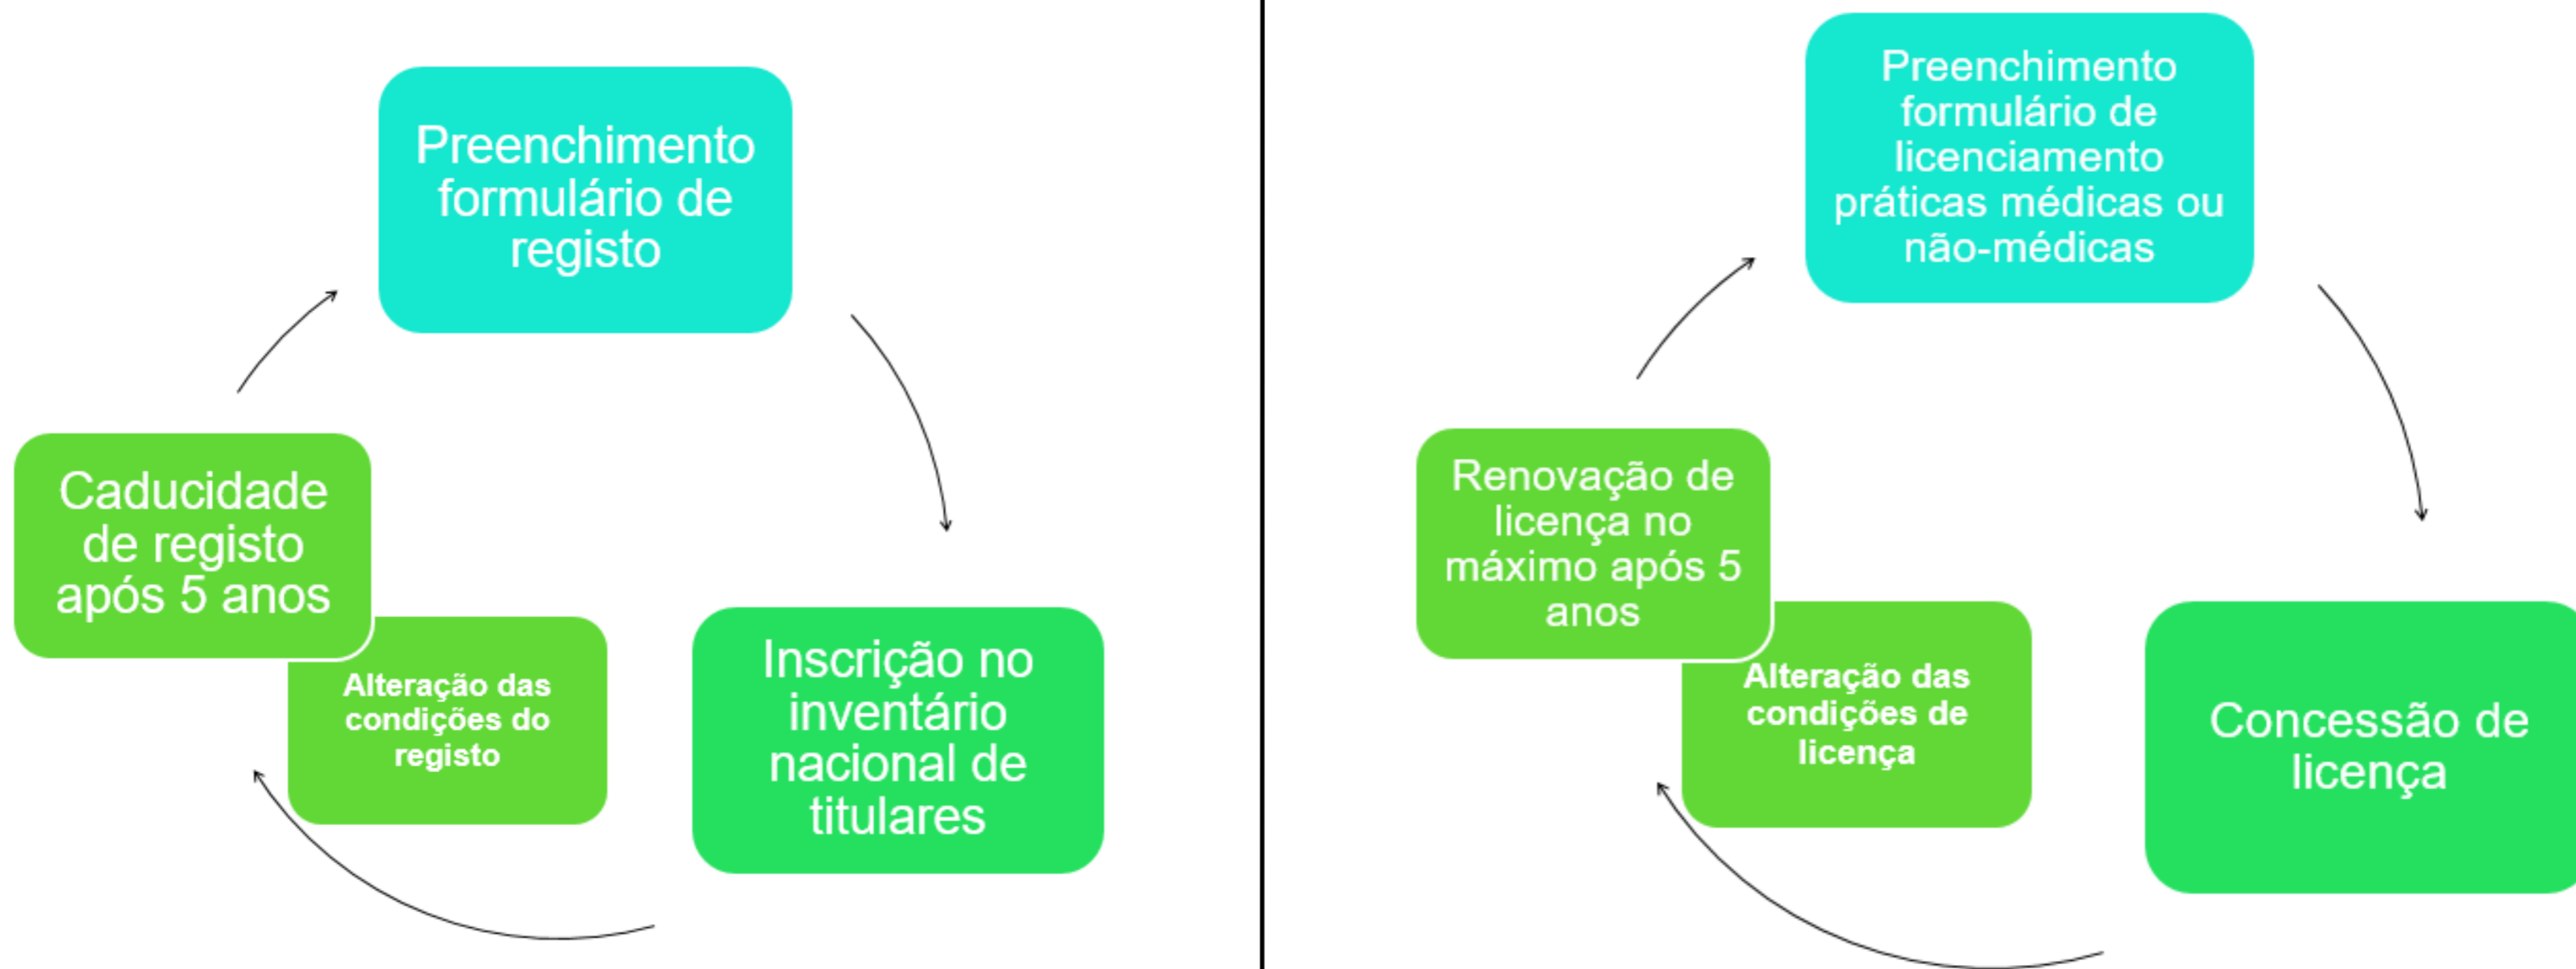 Preenchimento
formulário de
registo
Caducidade
de registo
após 5 anos
Alteração das
condições do
registo
Inscrição no
inventário
nacional de
titulares
Preenchimento
formulário de
licenciamento
práticas médicas ou
não-médicas
Renovação de
licença no
máximo após 5
anos
Alteração das
condições de
licença
Concessão de
licença